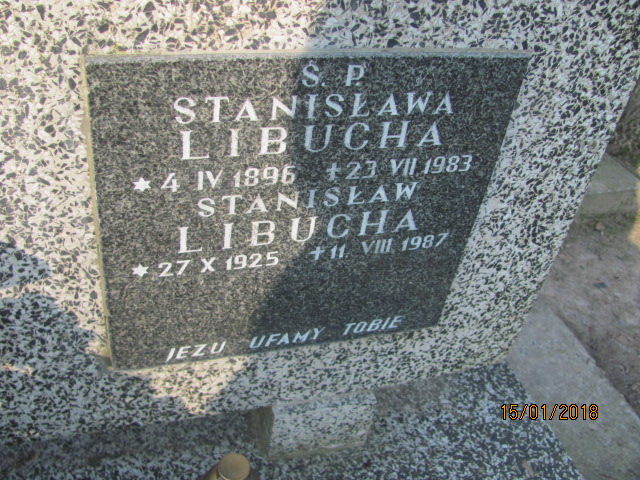 Ś. P.
STANISŁAWA
LIBUCHA
* 4 IV 1896 +23 VII 1983
STANISŁAW
LIBUCHA
* 27 X 1925 +11. VIII 1987
JEZU UFAMY TOBIE
15/01/2018